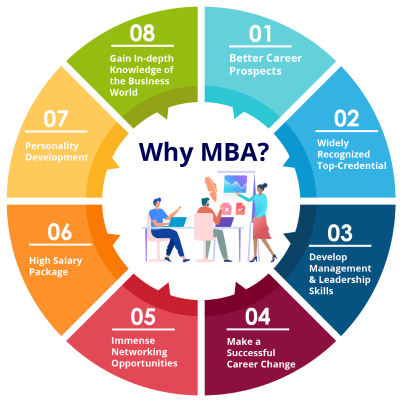 Why MBA?
01
Better Career
Prospects
02
Widely
Recognized
Top-Credential
03
Develop
Management
& Leadership
Skills
04
Make a
Successful
Career Change
05
Immense
Networking
Opportunities
06
High Salary
Package
07
Personality
Development
08
Gain In-depth
Knowledge of
the Business
World